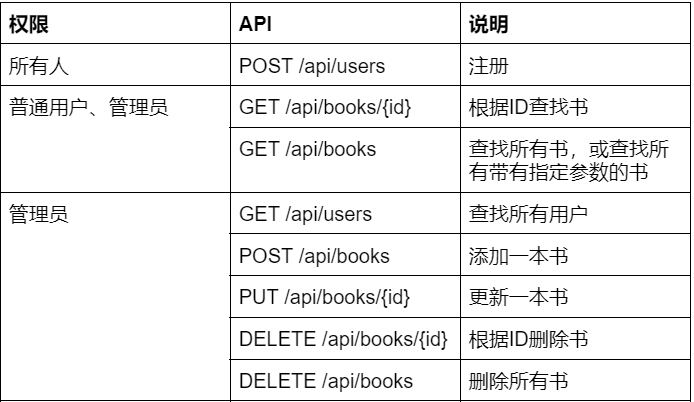 权限 API 说明
所有人 POST /api/users 注册
普通用户、管理员 GET /api/books/{id} 根据ID查找书
GET /api/books 查找所有书，或查找所
有带有指定参数的书
管理员 GET /api/users 查找所有用户
POST /api/books 添加一本书
PUT /api/books/{id} 更新一本书
DELETE /api/books/{id} 根据ID删除书
DELETE /api/books 删除所有书